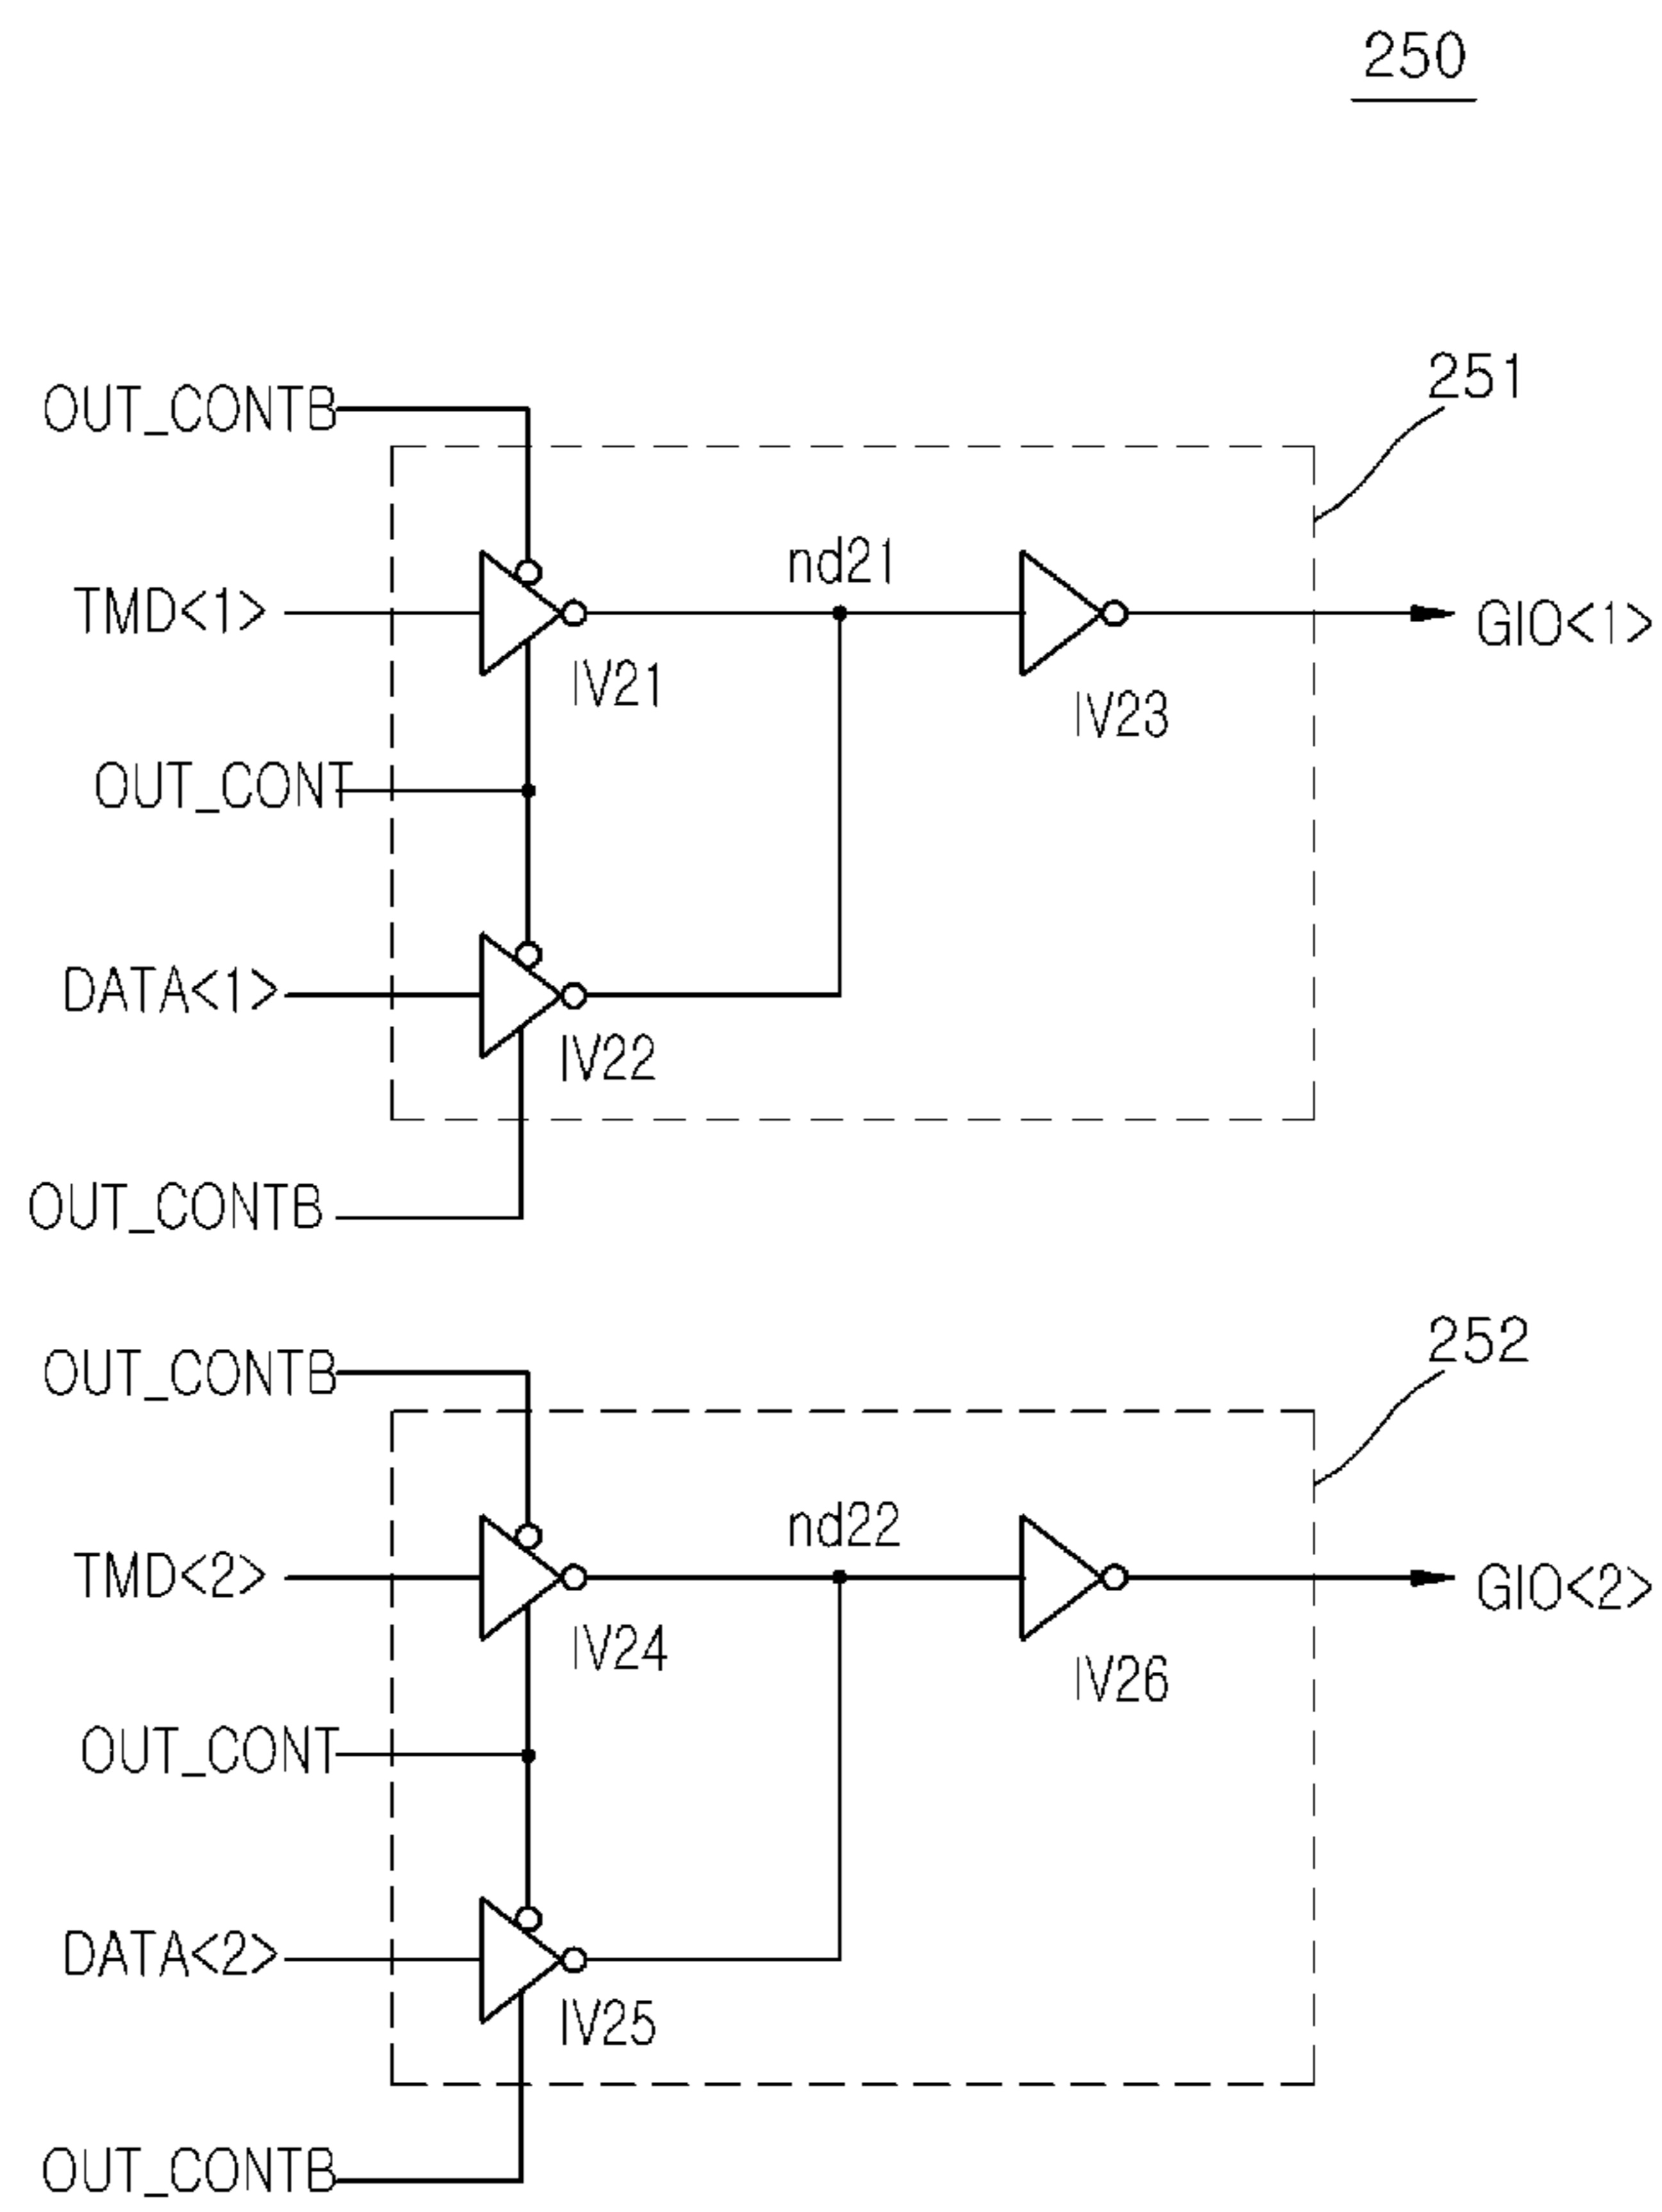 250
251
OUT_CONTB
nd21
TMD<1>
GIO<1>
IV21
IV23
OUT_CONT
DATA<1>
IV22
OUT_CONTB
252
OUT_CONTB
nd22
TMD<2>
GIO<2>
IV24
IV26
OUT_CONT
DATA<2>
IV25
OUT_CONTB